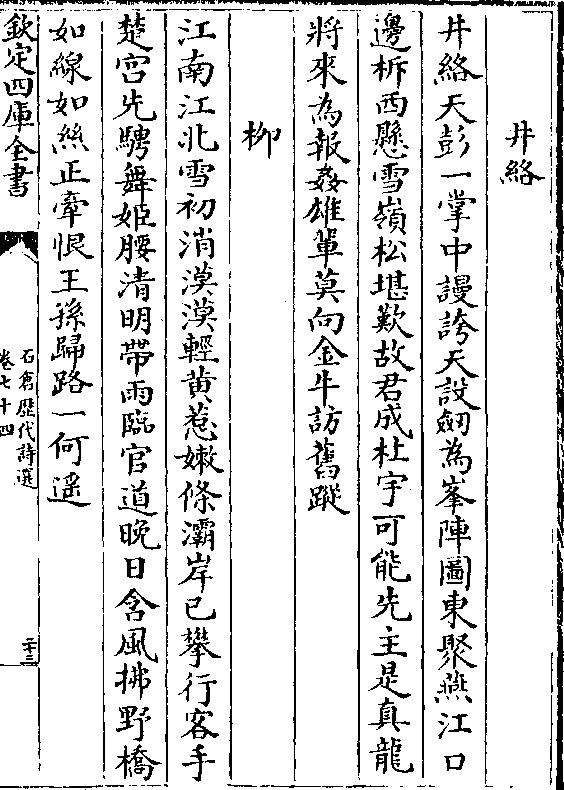 井絡
井絡天彭一掌中謾誇天設劒為峯陣圖東聚燕江口
邊柝西懸雪嶺松堪歎故君成杜宇可能先主是真龍
將來為報姦雄輩莫向金牛訪舊蹤
柳
江南江北雪初消漠漠輕黄惹嫩條灞岸已攀行客手
楚宫先騁舞姬腰清明帶雨臨官道晚日含風拂野橋
如線如絲正牽恨王孫歸路一何遥
欽定四庫全書
石倉歷代詩選
卷七十四
二十三